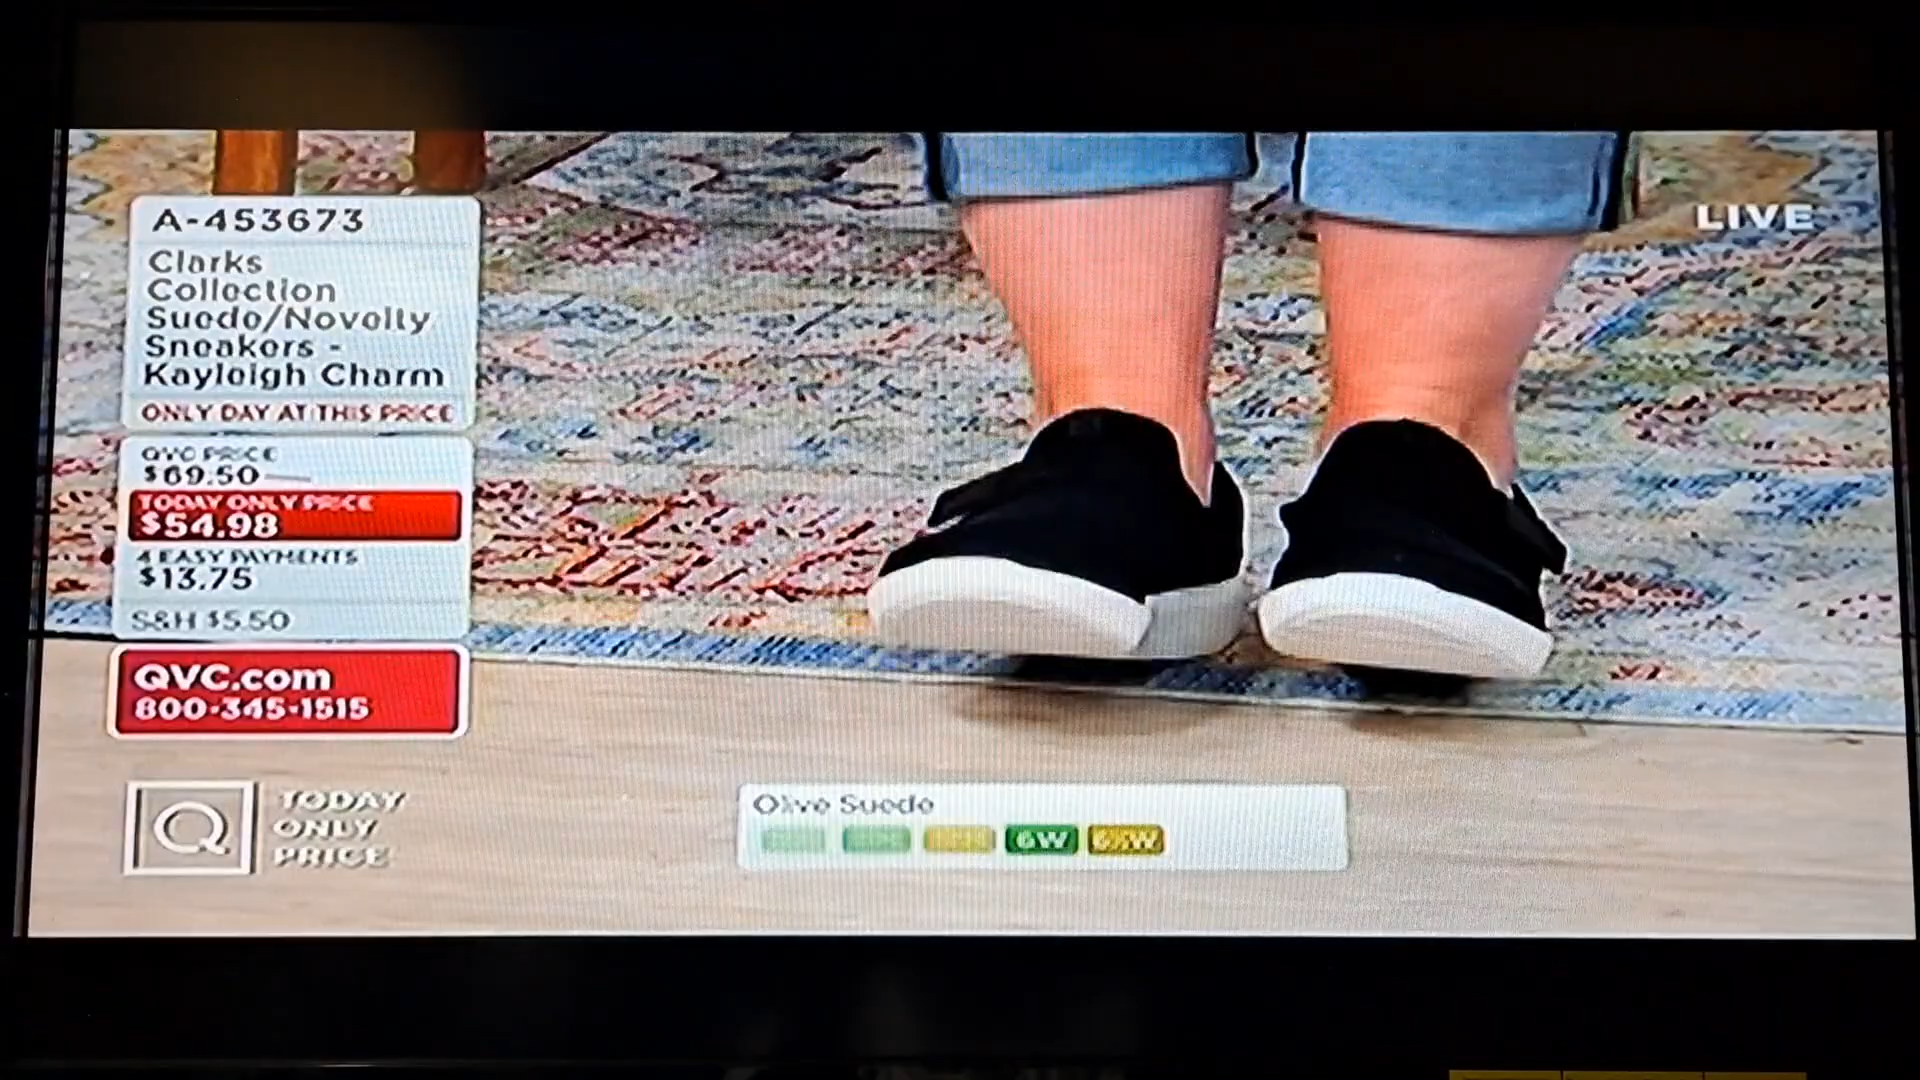 A-453673
Clarks
Collection
Suede/Novelty
Sneakers -
Kayleigh Charm
ONLY DAY AT THIS PRICE
QVC PRICE
$69.50
TODAY ONLY PRICE
$54.98
4 EASY PAYMENTS
$13.75
S&H $5.50
QVC.com
800-345-1515
Q
TODAY
ONLY
PRICE
LIVE
Olive Suede
6W 6½W